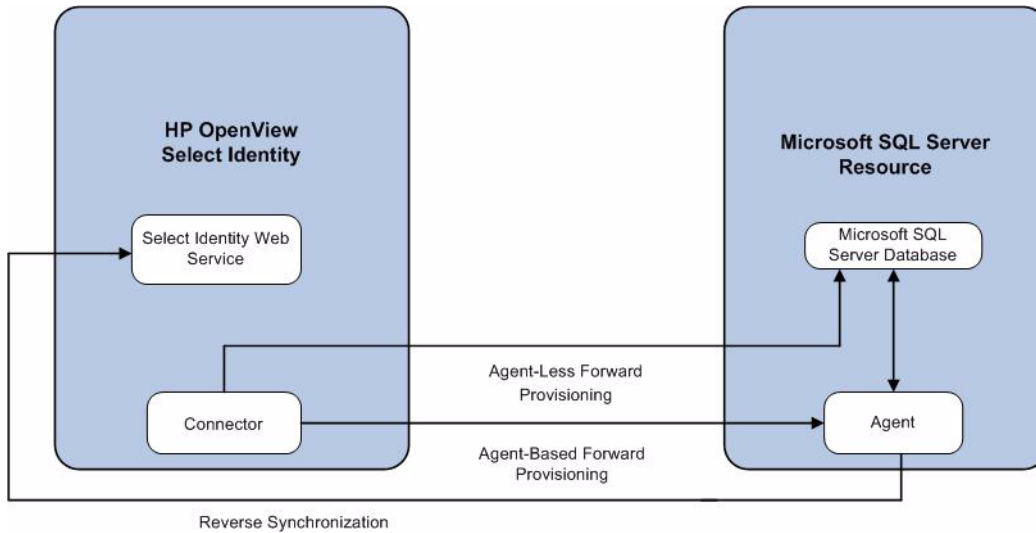 HP OpenView
Select Identity
Microsoft SQL Server
Resource
Select Identity Web
Service
Microsoft SQL
Server Database
Agent-Less Forward
Provisioning
Connector
Agent
Agent-Based Forward
Provisioning
Reverse Synchronization